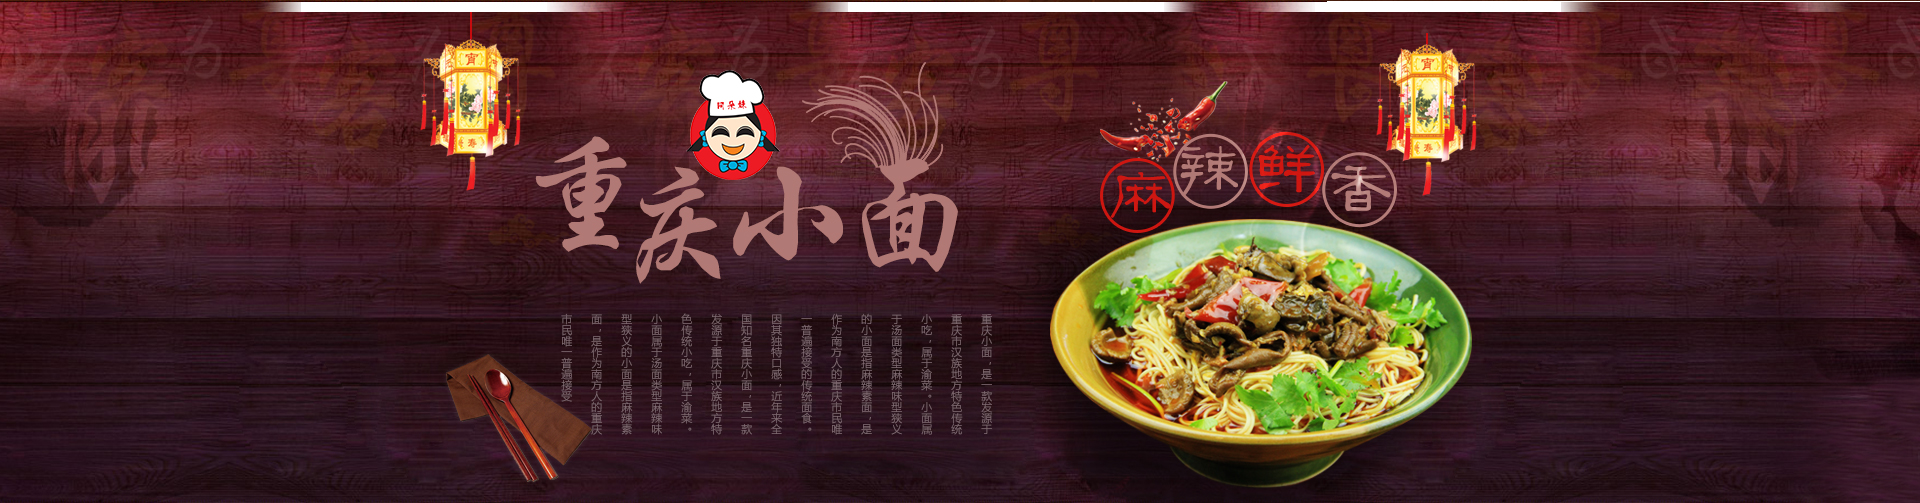 宵
春
阿朵妹
重庆小面
麻辣鲜香
宵
春
重庆小面，是一款发源于
重庆市汉族地方特色传统
小吃，属于渝菜。小面属
于汤面类型麻辣味型狭义
的小面是指麻辣素面，是
作为南方人的重庆市民唯
一普遍接受的传统面食。
因其独特口感，近年来全
国知名重庆小面，是一款
发源于重庆市汉族地方特
色传统小吃，属于渝菜。
小面属于汤面类型麻辣味
型狭义的小面是指麻辣素
面，是作为南方人的重庆
市民唯一普遍接受